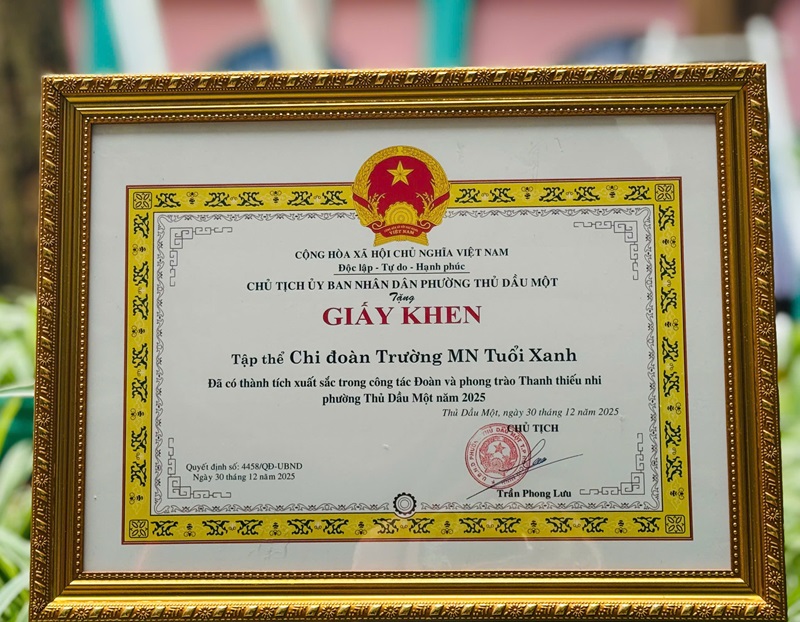 VIỆT NAM
CỘNG HÒA XÃ HỘI CHỦ NGHĨA VIỆT NAM
Độc lập - Tự do - Hạnh phúc
CHỦ TỊCH ỦY BAN NHÂN DÂN PHƯỜNG THỦ DẦU MỘT
Tặng
GIẤY KHEN
Tập thể Chi đoàn Trường MN Tuổi Xanh
Đã có thành tích xuất sắc trong công tác Đoàn và phong trào Thanh thiếu nhi
phường Thủ Dầu Một năm 2025
Thủ Dầu Một, ngày 30 tháng 12 năm 2025
CHỦ TỊCH
Quyết định số: 4458/QĐ-UBND
Ngày 30 tháng 12 năm 2025
Trần Phong Lưu